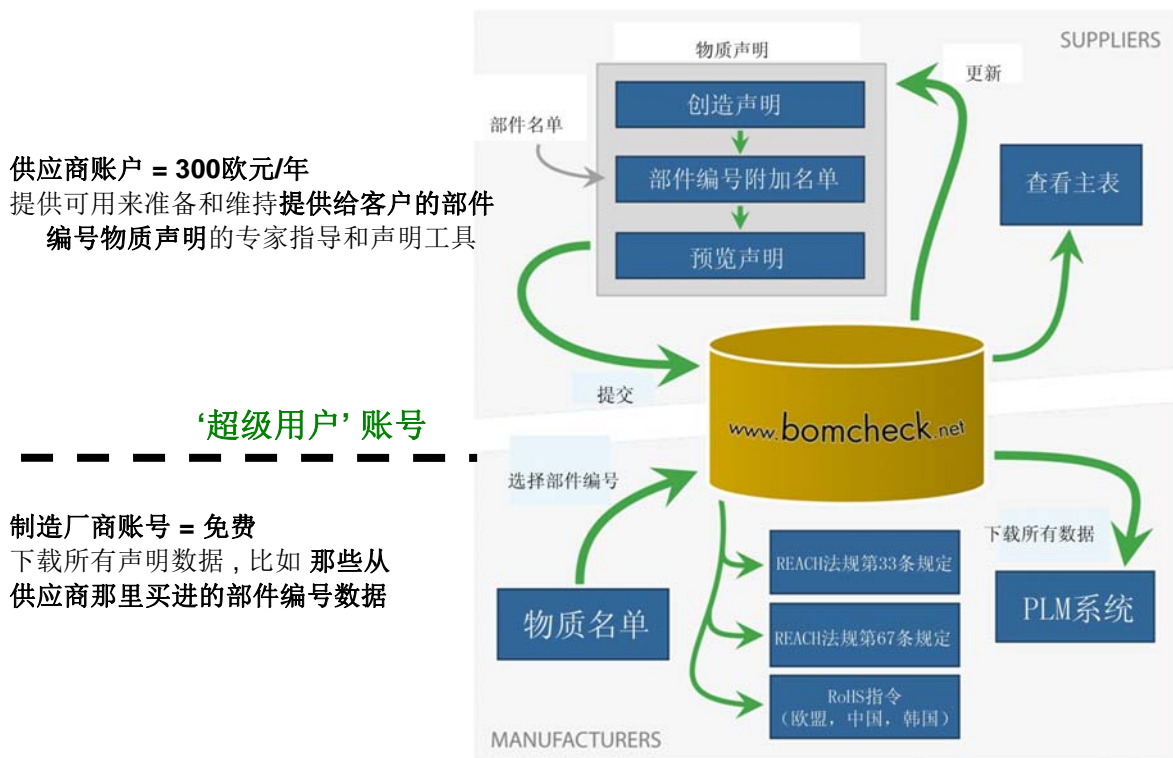 供应商账户 = 300欧元/年
提供可用来准备和维持提供给客户的部件
编号物质声明的专家指导和声明工具
‘超级用户’ 账号
制造厂商账号 = 免费
下载所有声明数据，比如 那些从
供应商那里买进的部件编号数据
SUPPLIERS
物质声明
更新
创造声明
部件名单
部件编号附加名单
查看主表
预览声明
提交
www.bomcheck.net
选择部件编号
下载所有数据
REACH法规第33条规定
物质名单
PLM系统
REACH法规第67条规定
RoHS指令
（欧盟，中国，韩国）
MANUFACTURERS